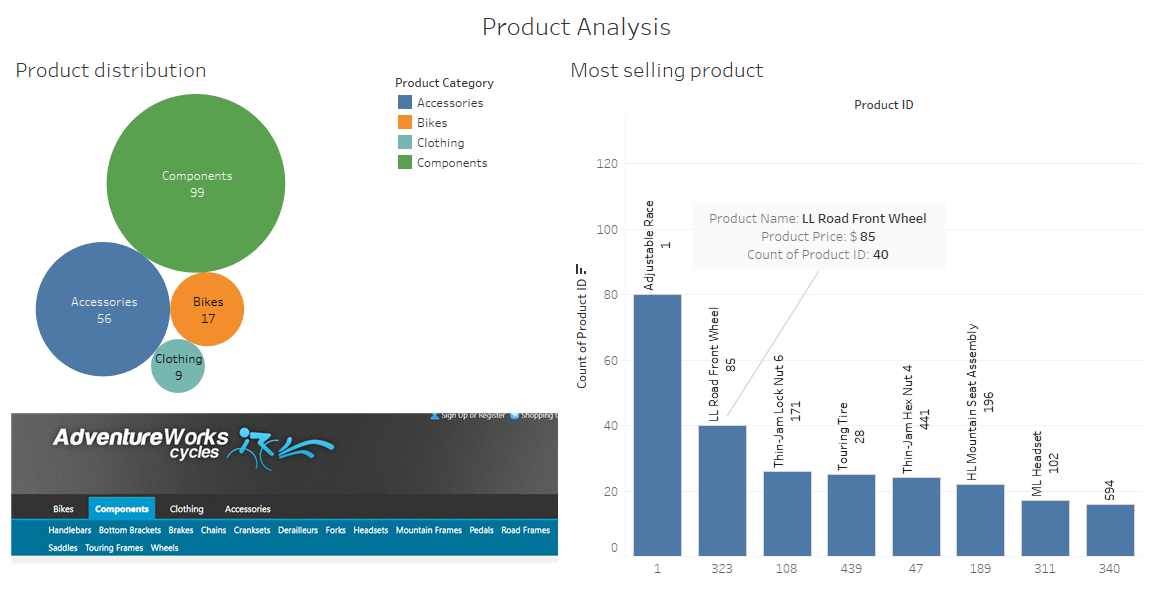 Product Analysis
Product distribution
Components
99
Accessories
56
Bikes
17
Clothing
9
Product Category
Accessories
Bikes
Clothing
Components
Sign Up or Register Shopping
AdventureWorks
cycles
Bikes Components Clothing Accessories
Handlebars Bottom Brackets Brakes Chains Cranksets Derailleurs Forks Headsets Mountain Frames Pedals Road Frames
Saddles Touring Frames Wheels
Most selling product
Product ID
Count of Product ID
120
100
80
60
40
20
0
Adjustable Race
1
LL Road Front Wheel
85
Thin-Jam Lock Nut 6
171
Touring Tire
28
Thin-Jam Hex Nut 4
441
HL Mountain Seat Assembly
196
ML Headset
102
594
Product Name: LL Road Front Wheel
Product Price: $ 85
Count of Product ID: 40
1 323 108 439 47 189 311 340